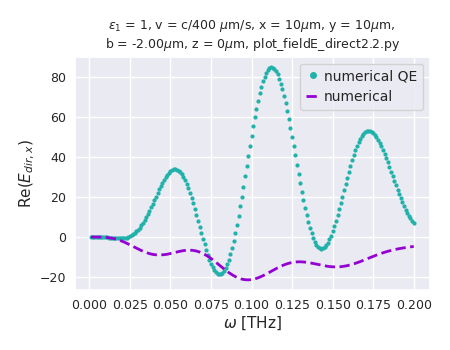 ε₁ = 1, v = c/400 μm/s, x = 10μm, y = 10μm,
b = -2.00μm, z = 0μm, plot_fieldE_direct2.2.py
numerical QE
numerical
Re(E_{dir,x})
80
60
40
20
0
−20
0.000 0.025 0.050 0.075 0.100 0.125 0.150 0.175 0.200
ω [THz]